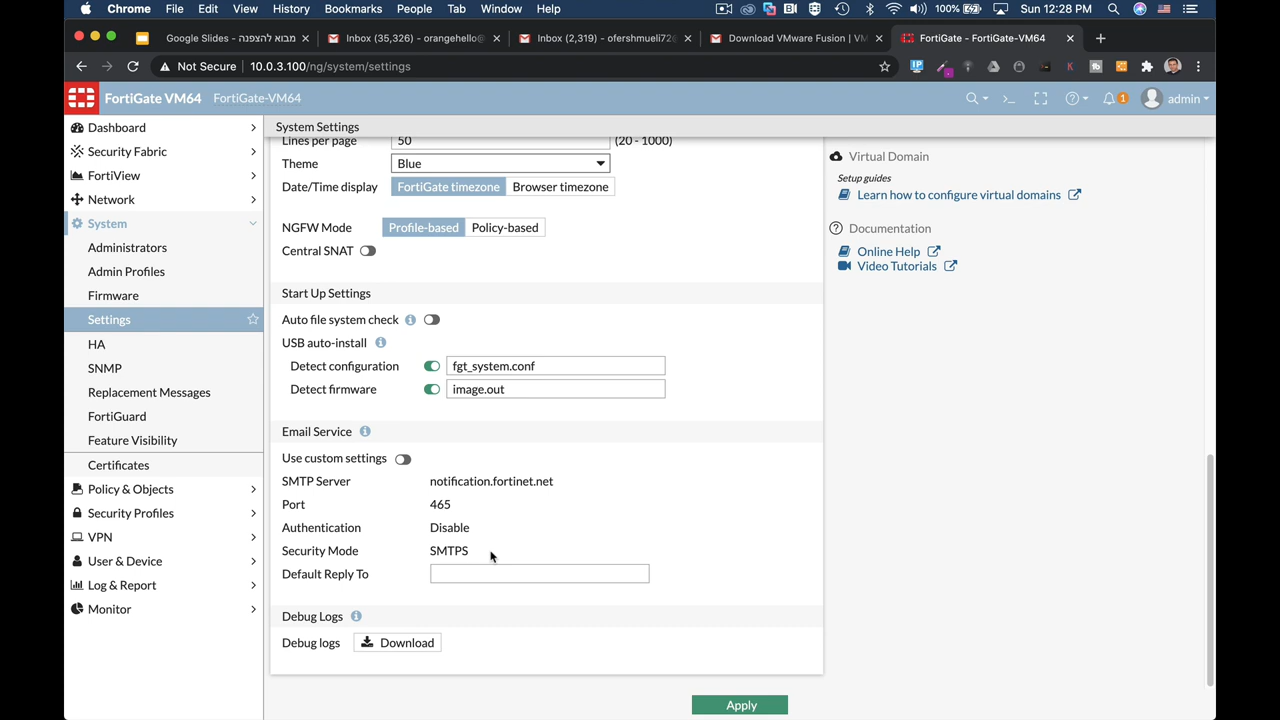 Chrome File Edit View History Bookmarks People Tab Window Help 100% Sun 12:28 PM
Google Slides - מבוא להצפנה Inbox (35,326) - orangehello@ Inbox (2,319) - ofershmueli72 Download VMware Fusion | VM FortiGate - FortiGate-VM64
Not Secure 10.0.3.100/ng/system/settings
FortiGate VM64 FortiGate-VM64 1 admin
Dashboard
Security Fabric
FortiView
Network
System
Administrators
Admin Profiles
Firmware
Settings
HA
SNMP
Replacement Messages
FortiGuard
Feature Visibility
Certificates
Policy & Objects
Security Profiles
VPN
User & Device
Log & Report
Monitor
System Settings
Lines per page 50 (20 - 1000)
Theme Blue
Date/Time display FortiGate timezone Browser timezone
NGFW Mode Profile-based Policy-based
Central SNAT
Start Up Settings
Auto file system check
USB auto-install
Detect configuration fgt_system.conf
Detect firmware image.out
Email Service
Use custom settings
SMTP Server notification.fortinet.net
Port 465
Authentication Disable
Security Mode SMTPS
Default Reply To
Debug Logs
Debug logs Download
Apply
Virtual Domain
Setup guides
Learn how to configure virtual domains
Documentation
Online Help
Video Tutorials